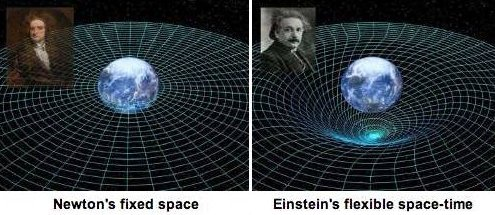 Newton's fixed space
Einstein's flexible space-time